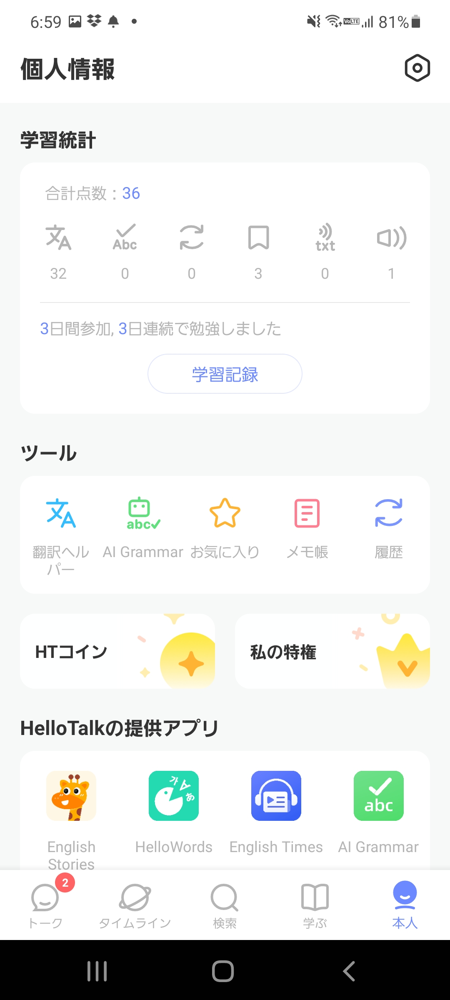 6:59 VoLTE 81%
個人情報
学習統計
合計点数：36
Abc txt
32 0 0 3 0 1
3日間参加, 3日連続で勉強しました
学習記録
ツール
abc
翻訳ヘルパー AI Grammar お気に入り メモ帳 履歴
HTコイン 私の特権
HelloTalkの提供アプリ
가 A あ abc
English Stories HelloWords English Times AI Grammar
2
トーク タイムライン 検索 学ぶ 本人